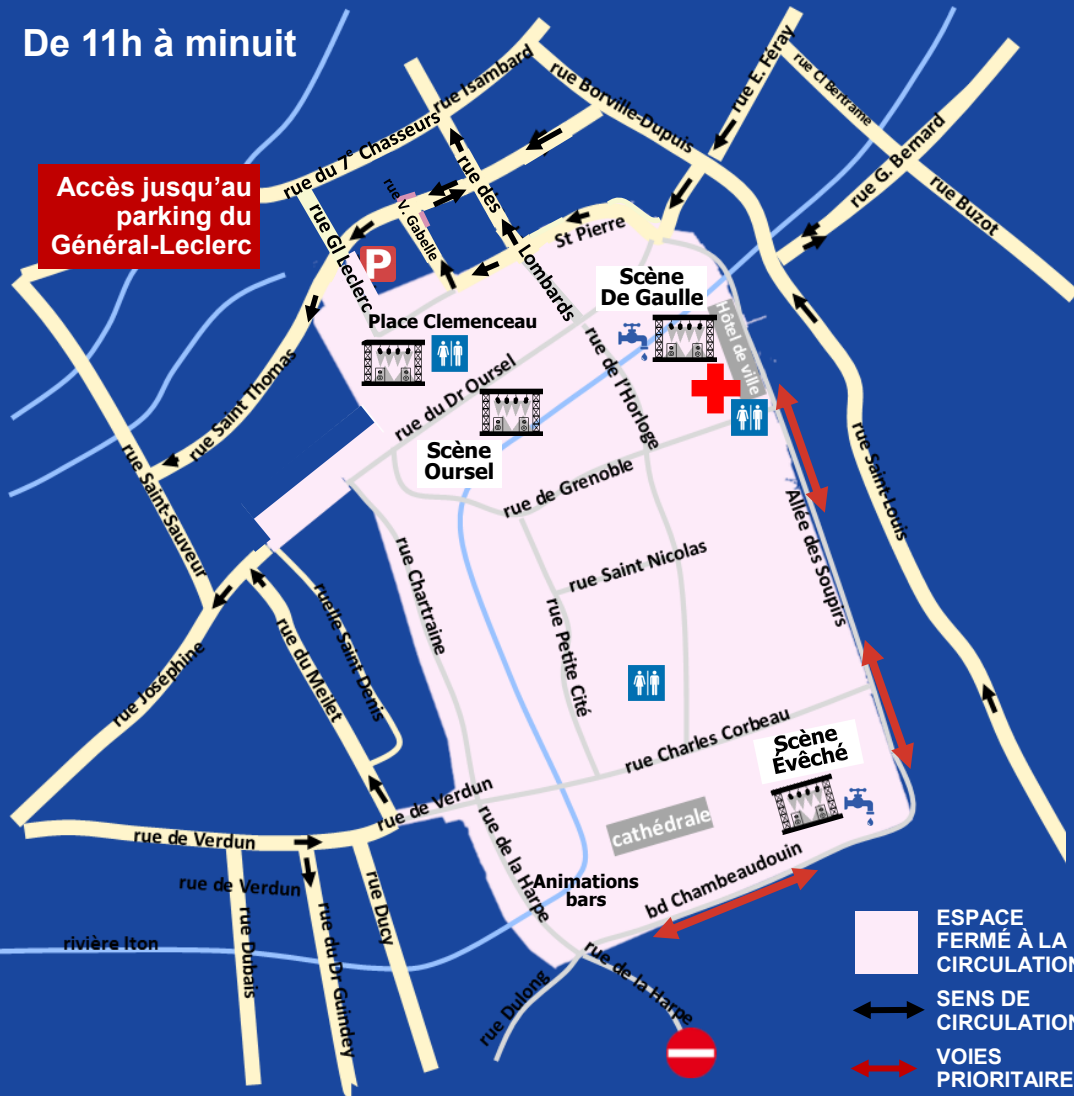 De 11h à minuit
Accès jusqu'au
parking du
Général-Leclerc
rue Isambard
rue du 7e Chasseurs
rue Borville-Dupuis
rue E. Feray
rue Cl Bertrame
rue G. Bernard
rue Buzot
rue des
Lombards
rue V. Gabelle
rue Gl Leclerc
P
St Pierre
Scène
De Gaulle
Hôtel de ville
Place Clemenceau
rue du Dr Oursel
Scène
Oursel
rue de l'Horloge
rue de Grenoble
rue Saint Thomas
rue Saint-Sauveur
rue Saint-Louis
Allée des Soupirs
rue Saint Nicolas
rue Chartraine
rue Petite Cité
ruelle Saint Denis
rue du Meilet
rue Joséphine
rue Charles Corbeau
Scène
Évêché
rue de Verdun
rue de Verdun
rue de Verdun
cathédrale
rue de la Harpe
Animations
bars
bd Chambeaudouin
rue Ducy
rue du Dr Guindey
rue Dubais
rivière Iton
rue Dulong
rue de la Harpe
ESPACE
FERMÉ À LA
CIRCULATION
SENS DE
CIRCULATION
VOIES
PRIORITAIRE